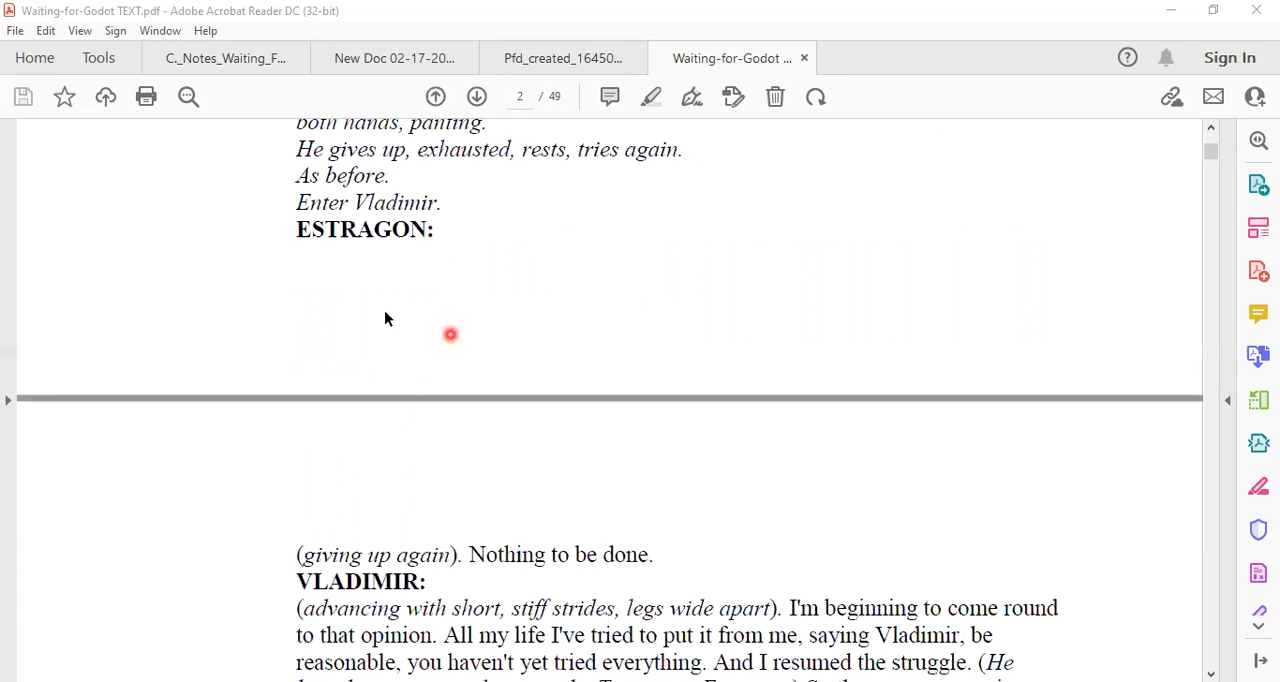 Waiting-for-Godot TEXT.pdf - Adobe Acrobat Reader DC (32-bit)
File Edit View Sign Window Help
Home Tools C._Notes_Waiting_F... New Doc 02-17-20... Pfd_created_16450... Waiting-for-Godot ... × Sign In
2 / 49
both hands, panting.
He gives up, exhausted, rests, tries again.
As before.
Enter Vladimir.
ESTRAGON:
(giving up again). Nothing to be done.
VLADIMIR:
(advancing with short, stiff strides, legs wide apart). I'm beginning to come round
to that opinion. All my life I've tried to put it from me, saying Vladimir, be
reasonable, you haven't yet tried everything. And I resumed the struggle. (He